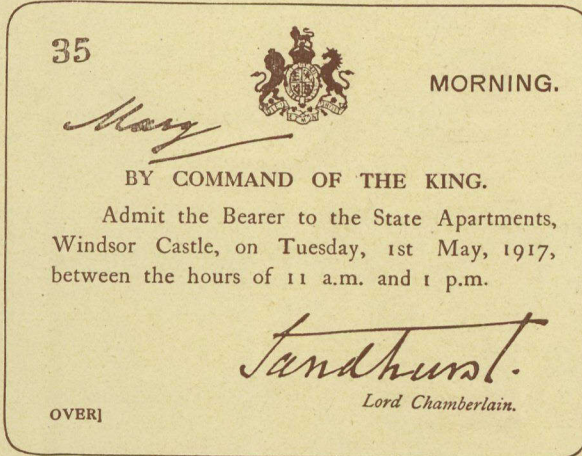 35
MORNING.
Mary
BY COMMAND OF THE KING.
Admit the Bearer to the State Apartments,
Windsor Castle, on Tuesday, 1st May, 1917,
between the hours of 11 a.m. and 1 p.m.
Sandhurst.
Lord Chamberlain.
OVER]